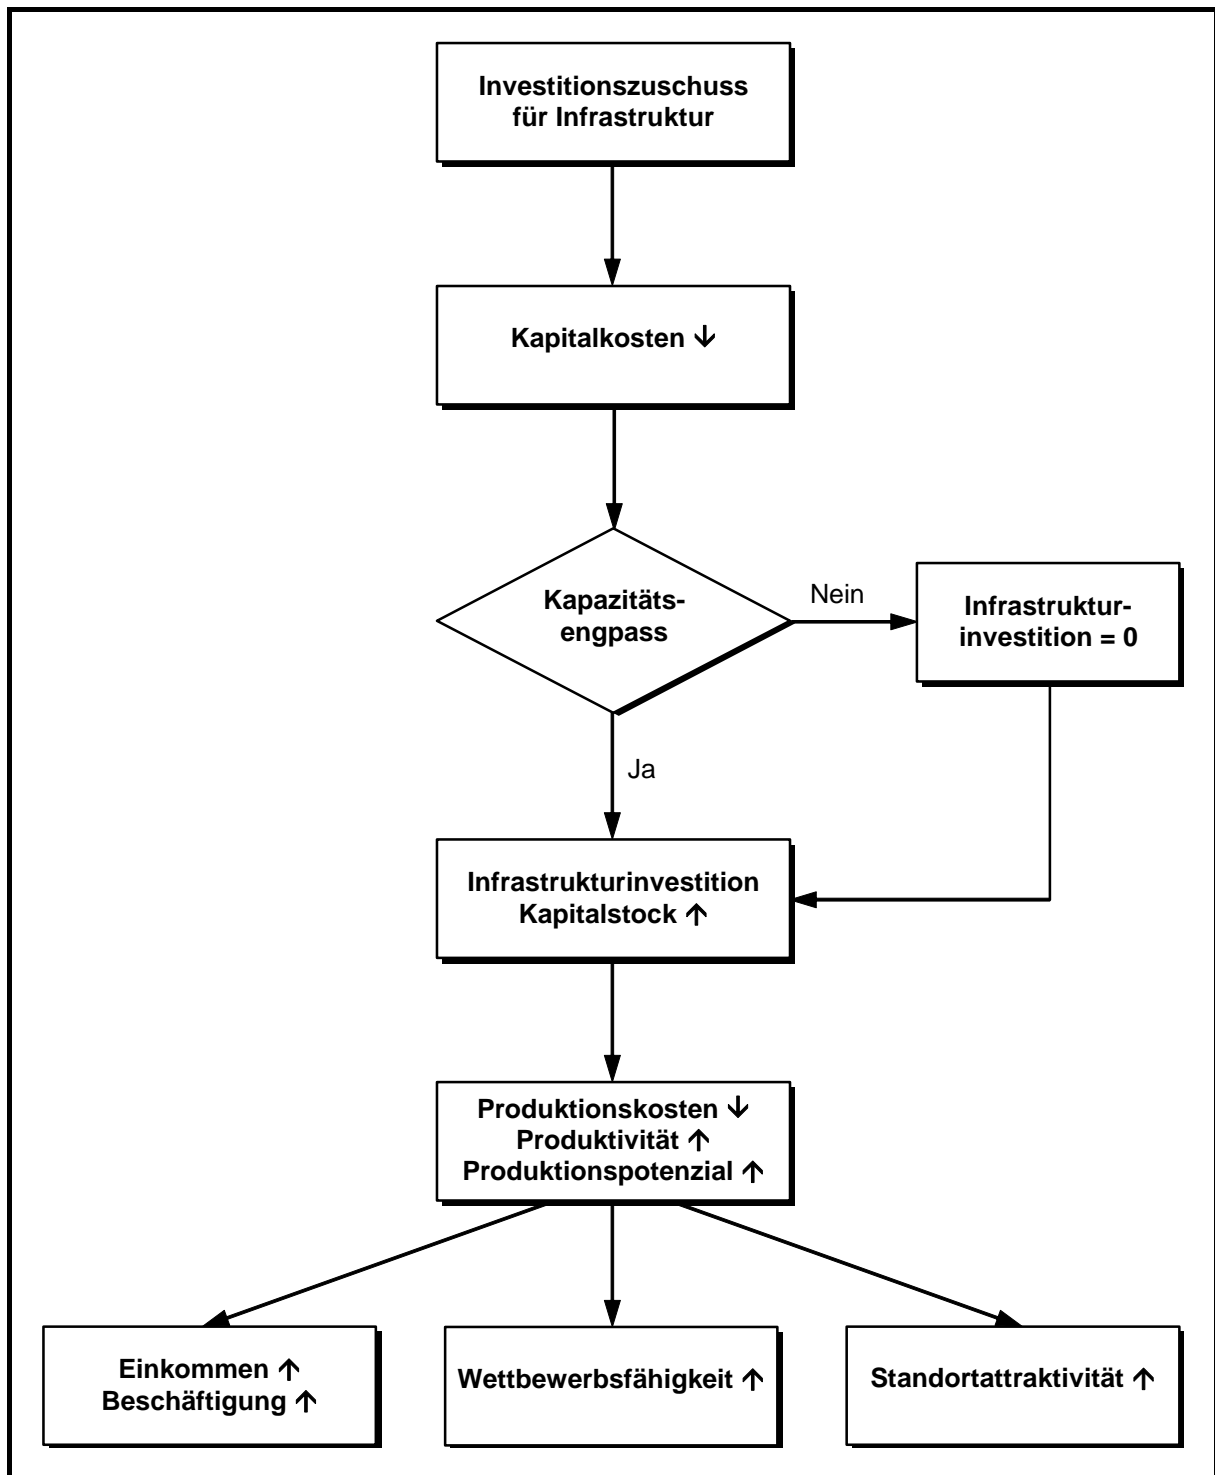 Investitionszuschuss
für Infrastruktur
Kapitalkosten ↓
Kapazitäts-
engpass
Nein
Infrastruktur-
investition = 0
Ja
Infrastrukturinvestition
Kapitalstock ↑
Produktionskosten ↓
Produktivität ↑
Produktionspotenzial ↑
Einkommen ↑
Beschäftigung ↑
Wettbewerbsfähigkeit ↑
Standortattraktivität ↑